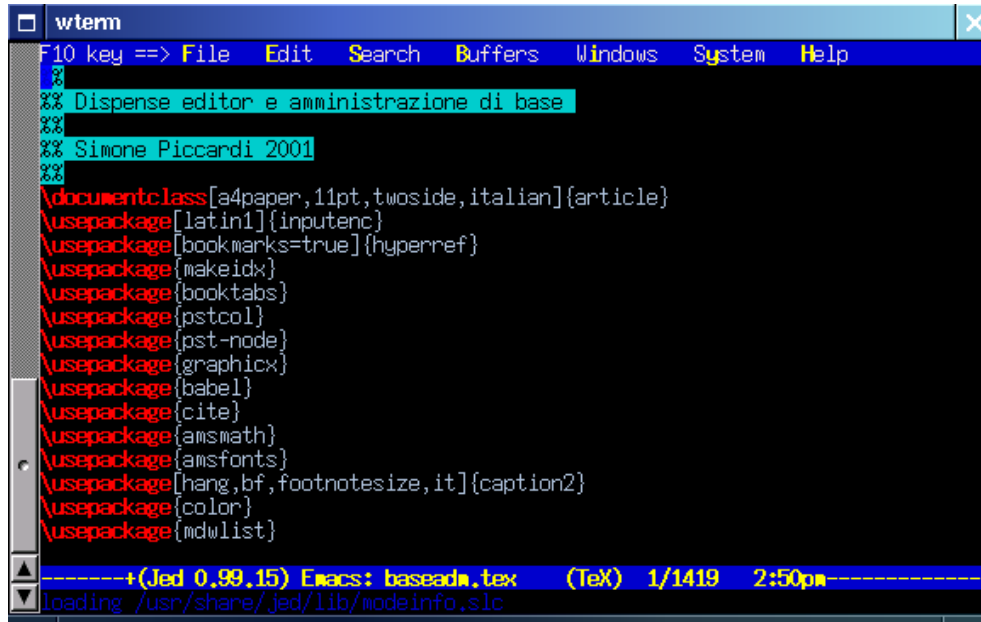 wterm
F10 key ==> File Edit Search Buffers Windows System Help
%%
%% Dispense editor e amministrazione di base
%%
%% Simone Piccardi 2001
%%
\documentclass[a4paper,11pt,twoside,italian]{article}
\usepackage[latin1]{inputenc}
\usepackage[bookmarks=true]{hyperref}
\usepackage{makeidx}
\usepackage{booktabs}
\usepackage{pstcol}
\usepackage{pst-node}
\usepackage{graphicx}
\usepackage{babel}
\usepackage{cite}
\usepackage{amsmath}
\usepackage{amsfonts}
\usepackage[hang,bf,footnotesize,it]{caption2}
\usepackage{color}
\usepackage{mdwlist}
-------+(Jed 0.99.15) Emacs: baseadm.tex (TeX) 1/1419 2:50pm-------------
loading /usr/share/jed/lib/modeinfo.slc